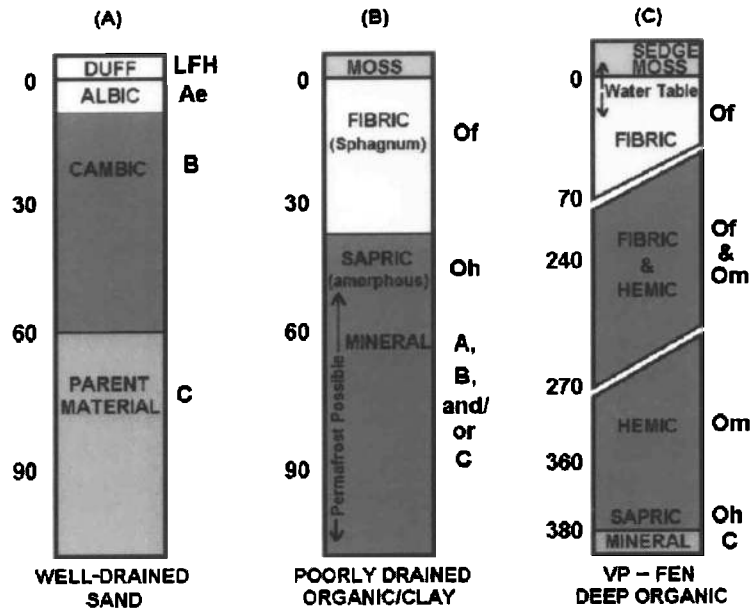 (A)
DUFF LFH
0
ALBIC Ae
CAMBIC B
30
60
PARENT
MATERIAL C
90
WELL-DRAINED
SAND
(B)
MOSS
0
FIBRIC
(Sphagnum) Of
30
SAPRIC
(amorphous) Oh
60
MINERAL A,
B,
and/
or
C
Permafrost Possible
90
POORLY DRAINED
ORGANIC/CLAY
(C)
SEDGE
MOSS
0
Water Table
Of
FIBRIC
70
FIBRIC
&
HEMIC
Of
&
Om
240
270
HEMIC Om
360
SAPRIC Oh
380
MINERAL C
VP – FEN
DEEP ORGANIC